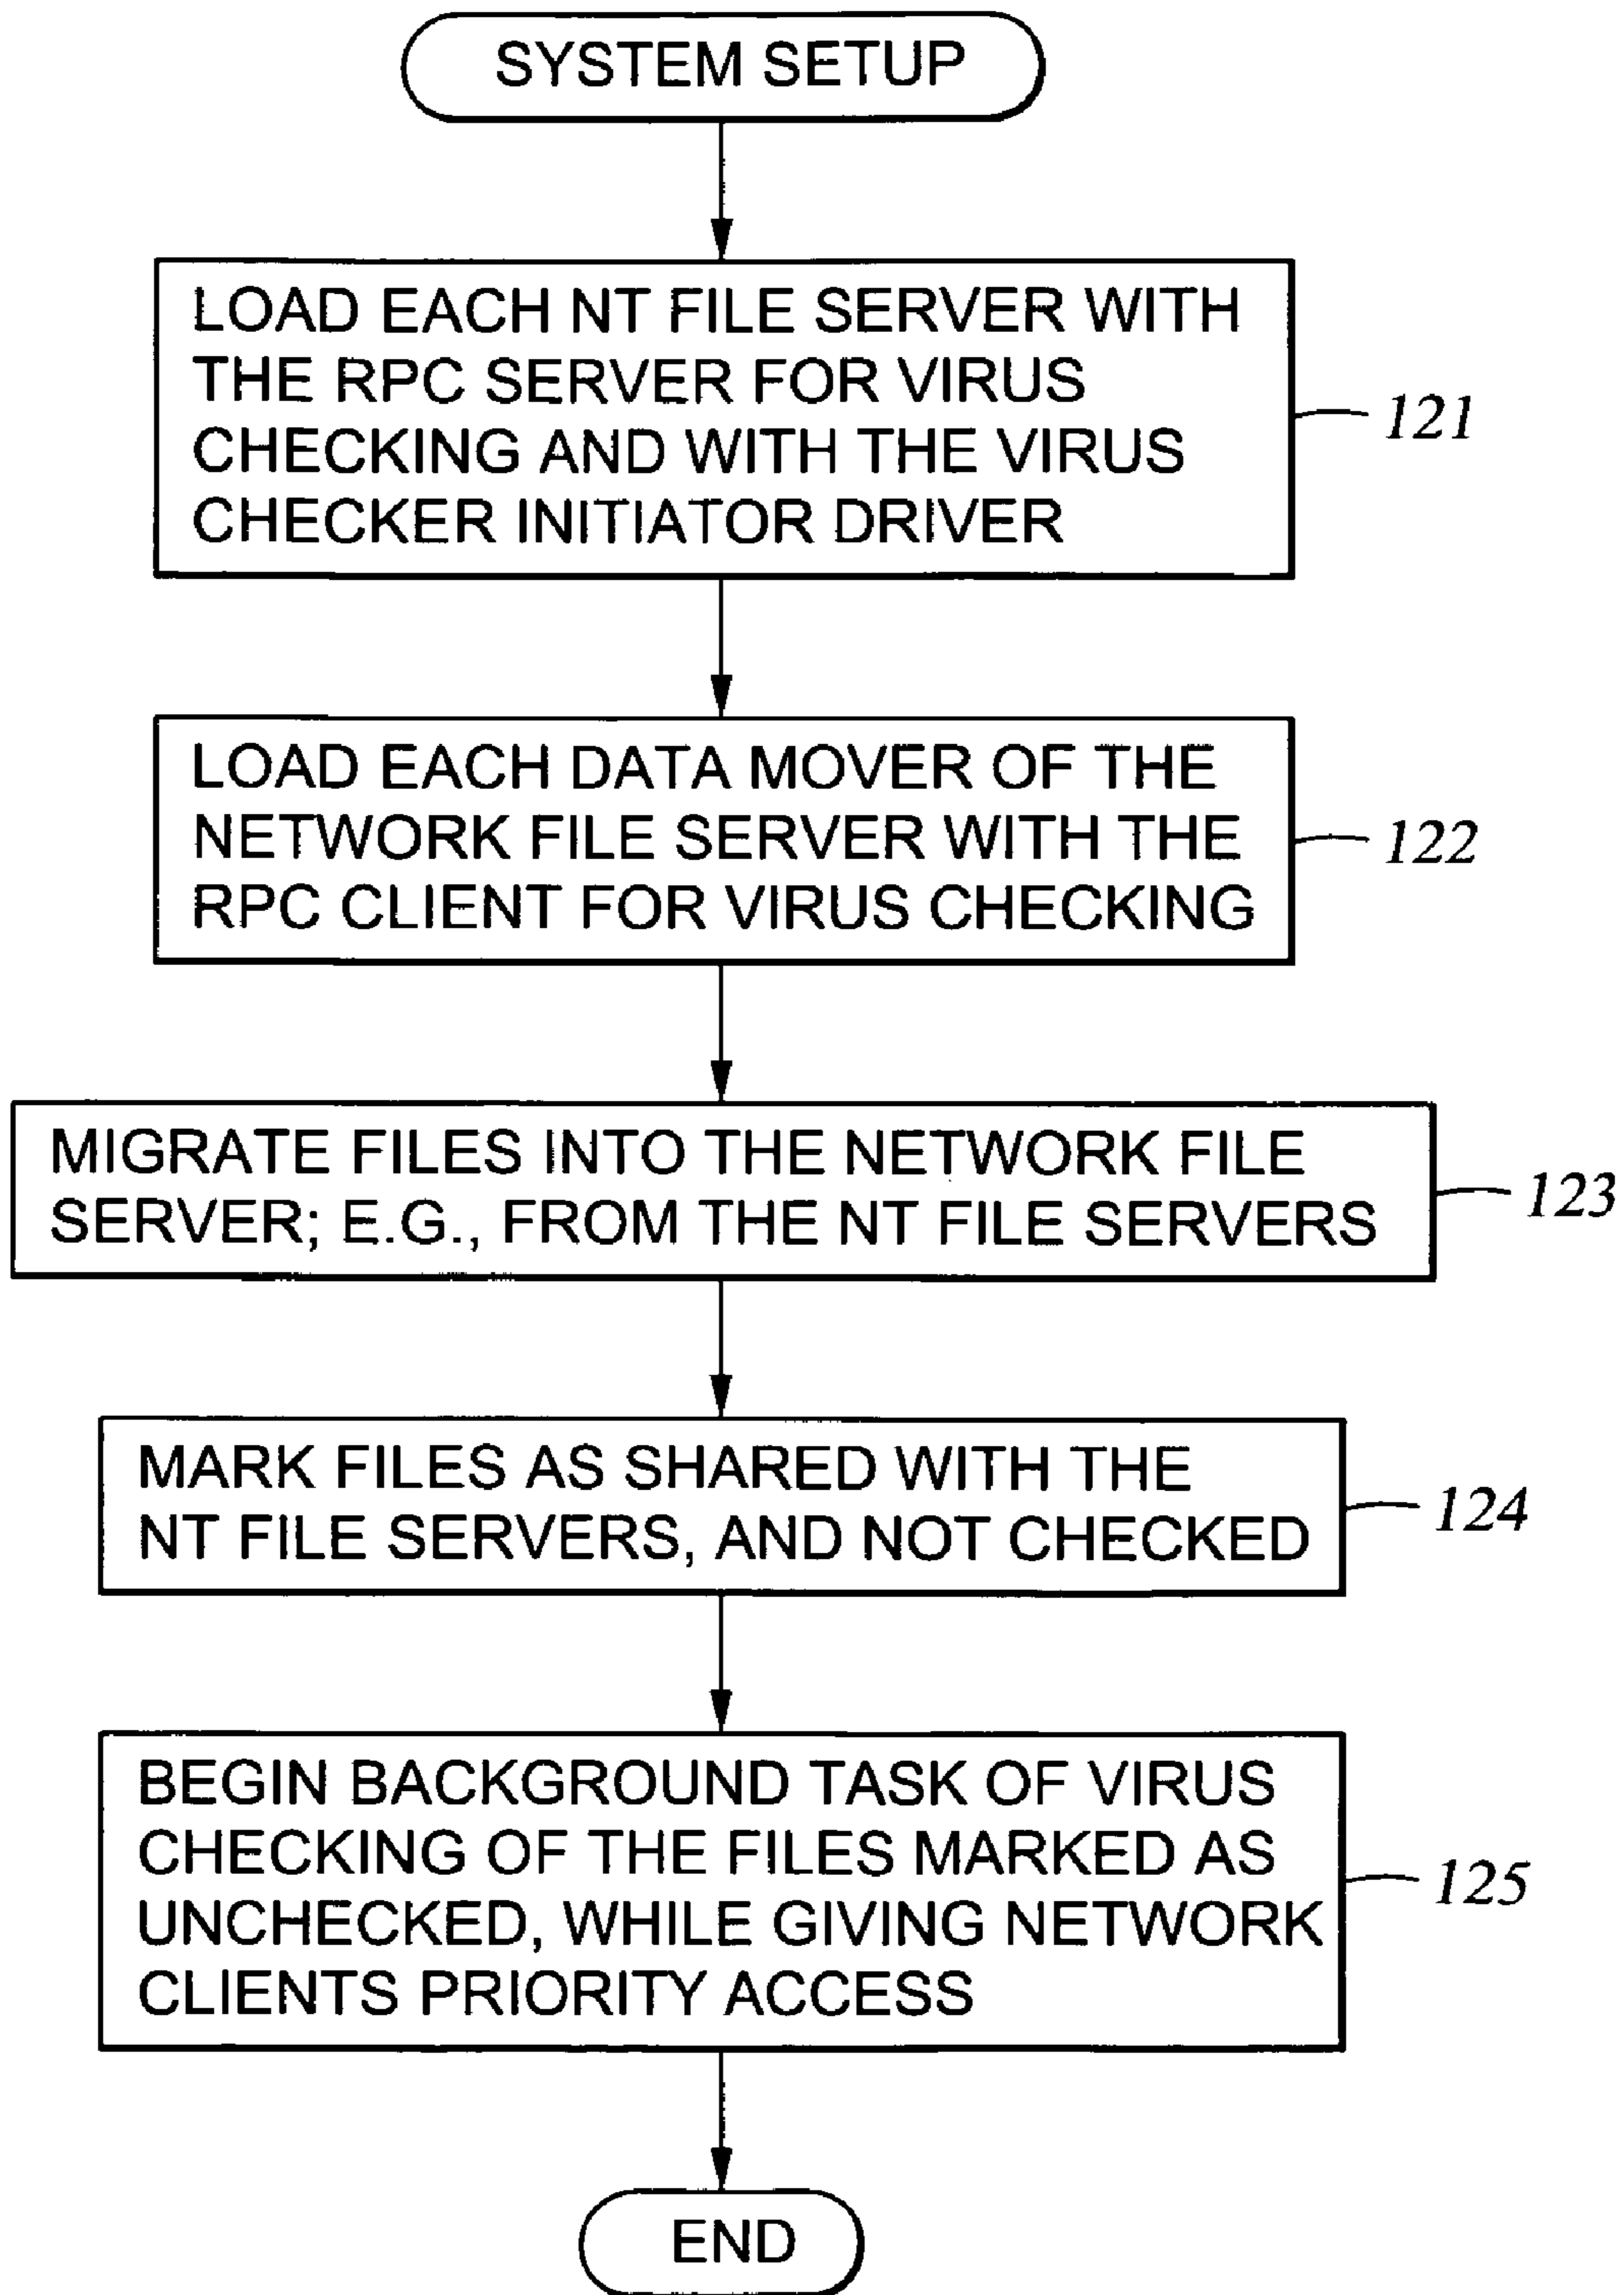 SYSTEM SETUP
LOAD EACH NT FILE SERVER WITH
THE RPC SERVER FOR VIRUS
CHECKING AND WITH THE VIRUS
CHECKER INITIATOR DRIVER
121
LOAD EACH DATA MOVER OF THE
NETWORK FILE SERVER WITH THE
RPC CLIENT FOR VIRUS CHECKING
122
MIGRATE FILES INTO THE NETWORK FILE
SERVER; E.G., FROM THE NT FILE SERVERS
123
MARK FILES AS SHARED WITH THE
NT FILE SERVERS, AND NOT CHECKED
124
BEGIN BACKGROUND TASK OF VIRUS
CHECKING OF THE FILES MARKED AS
UNCHECKED, WHILE GIVING NETWORK
CLIENTS PRIORITY ACCESS
125
END